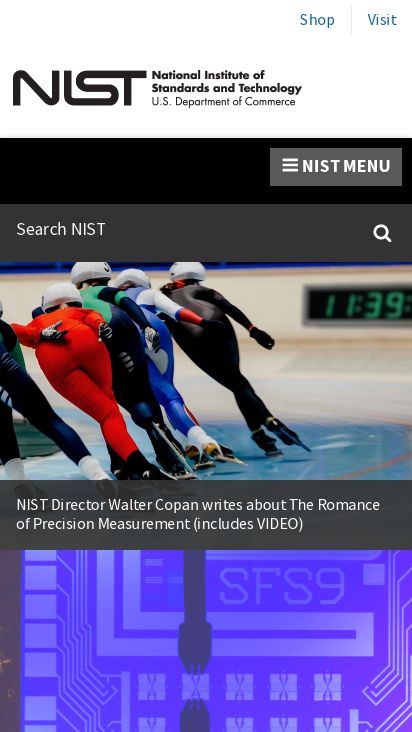 Shop
Visit
NIST
National Institute of
Standards and Technology
U.S. Department of Commerce
NIST MENU
Search NIST
11:39:
NIST Director Walter Copan writes about The Romance
of Precision Measurement (includes VIDEO)
SFS9